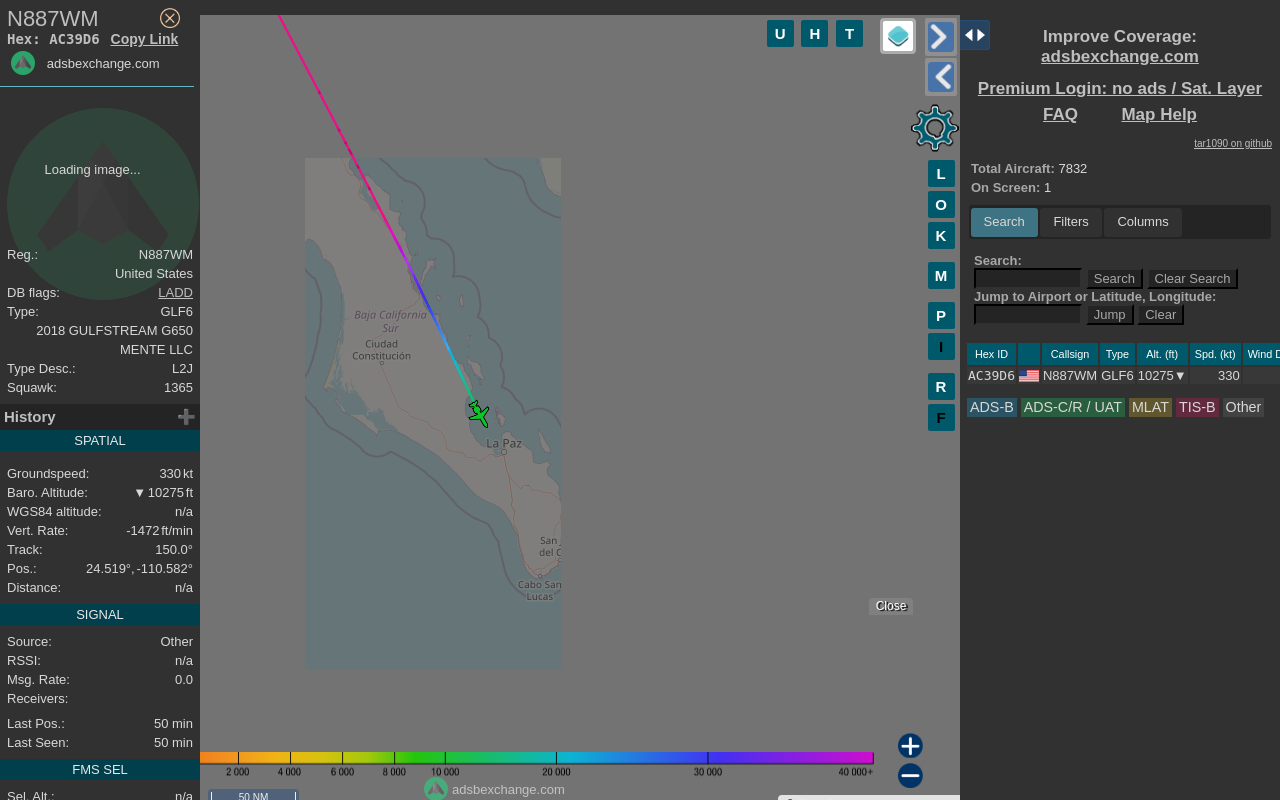 N887WM
Hex: AC39D6 Copy Link
adsbexchange.com
Loading image...
Reg.: N887WM
United States
DB flags: LADD
Type: GLF6
2018 GULFSTREAM G650
MENTE LLC
Type Desc.: L2J
Squawk: 1365
History
SPATIAL
Groundspeed: 330 kt
Baro. Altitude: ▼ 10275 ft
WGS84 altitude: n/a
Vert. Rate: -1472 ft/min
Track: 150.0°
Pos.: 24.519°, -110.582°
Distance: n/a
SIGNAL
Source: Other
RSSI: n/a
Msg. Rate: 0.0
Receivers:
Last Pos.: 50 min
Last Seen: 50 min
FMS SEL
Sel. Alt.: n/a
U H T
L
O
K
M
P
I
R
F
Baja California
Sur
Ciudad
Constitución
La Paz
San
del
Cabo San
Lucas
Close
2 000 4 000 6 000 8 000 10 000 20 000 30 000 40 000+
50 NM
adsbexchange.com
Improve Coverage:
adsbexchange.com
Premium Login: no ads / Sat. Layer
FAQ Map Help
tar1090 on github
Total Aircraft: 7832
On Screen: 1
Search Filters Columns
Search:
Search Clear Search
Jump to Airport or Latitude, Longitude:
Jump Clear
Hex ID Callsign Type Alt. (ft) Spd. (kt) Wind D
AC39D6 N887WM GLF6 10275▼ 330
ADS-B ADS-C/R / UAT MLAT TIS-B Other